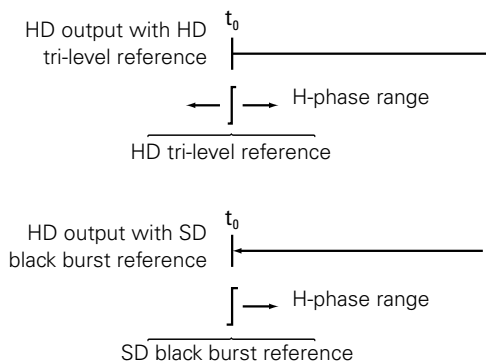 t₀
HD output with HD
tri-level reference
H-phase range
HD tri-level reference
t₀
HD output with SD
black burst reference
H-phase range
SD black burst reference